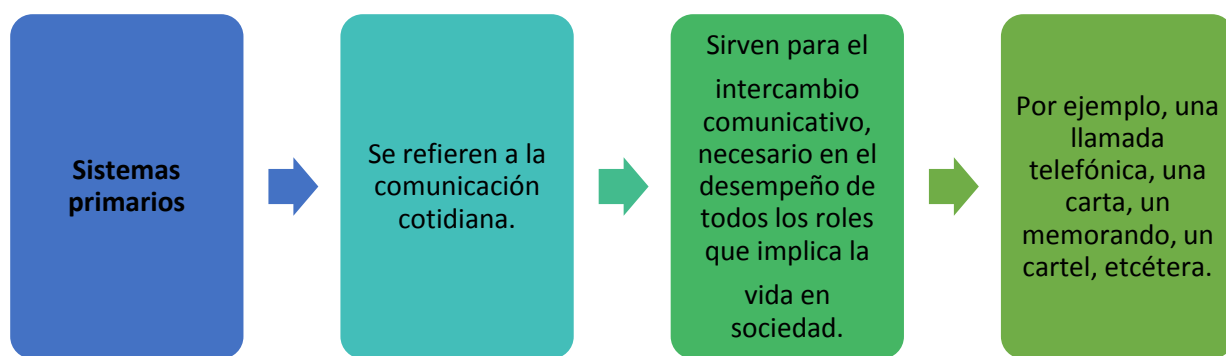 Sistemas
primarios
Se refieren a la
comunicación
cotidiana.
Sirven para el
intercambio
comunicativo,
necesario en el
desempeño de
todos los roles
que implica la
vida en
sociedad.
Por ejemplo, una
llamada
telefónica, una
carta, un
memorando, un
cartel, etcétera.